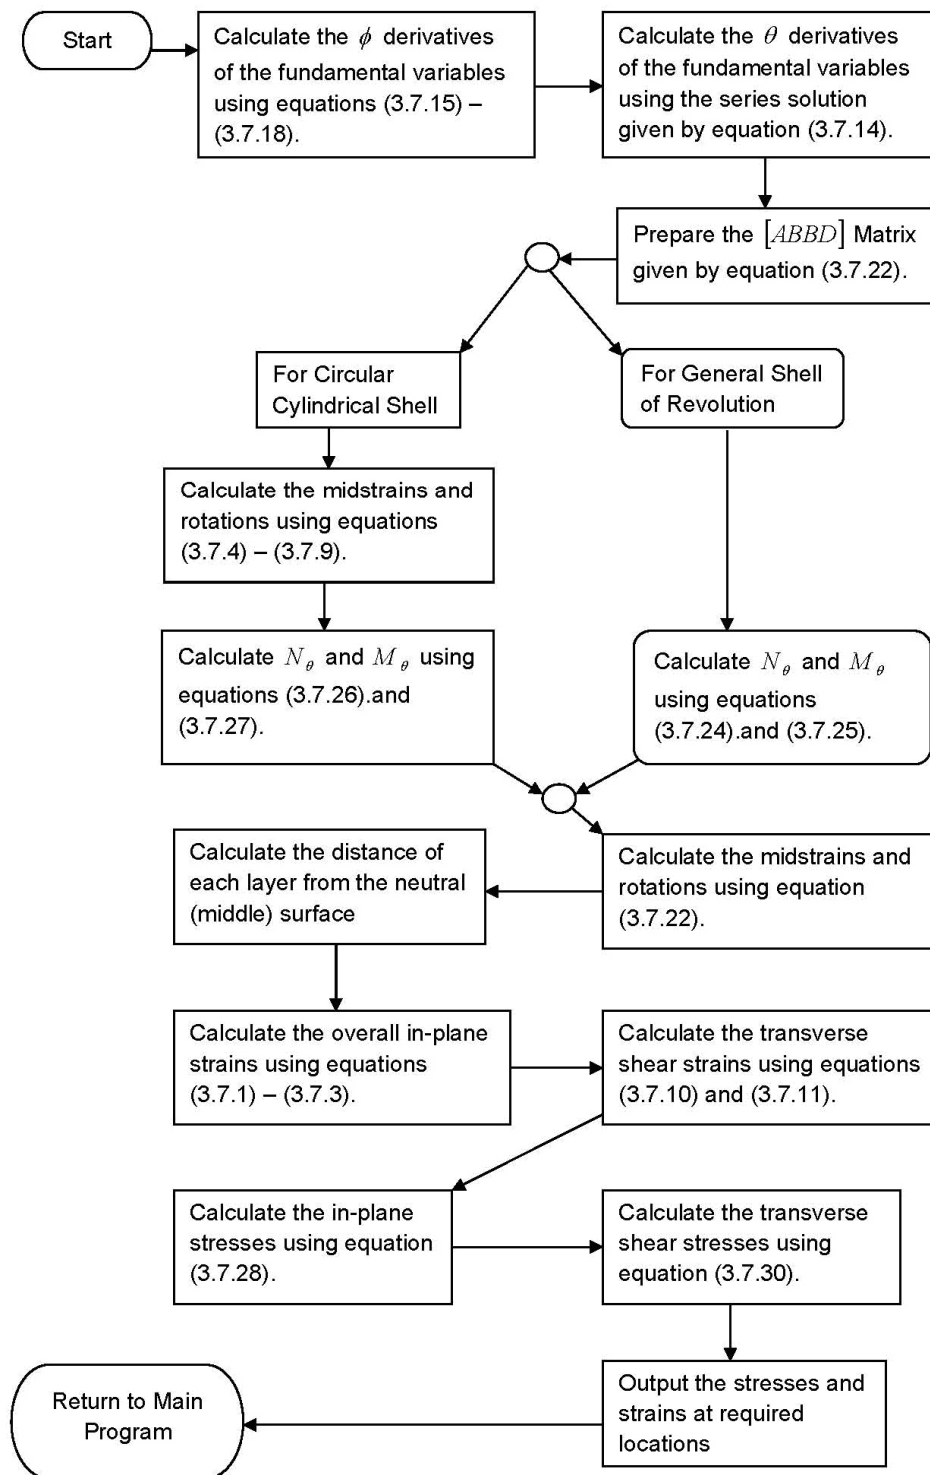 Start
Calculate the ϕ derivatives
of the fundamental variables
using equations (3.7.15) –
(3.7.18).
Calculate the θ derivatives
of the fundamental variables
using the series solution
given by equation (3.7.14).
Prepare the [ABBD] Matrix
given by equation (3.7.22).
For Circular
Cylindrical Shell
For General Shell
of Revolution
Calculate the midstrains and
rotations using equations
(3.7.4) – (3.7.9).
Calculate N_θ and M_θ using
equations (3.7.26).and
(3.7.27).
Calculate N_θ and M_θ
using equations
(3.7.24).and (3.7.25).
Calculate the midstrains and
rotations using equation
(3.7.22).
Calculate the distance of
each layer from the neutral
(middle) surface
Calculate the overall in-plane
strains using equations
(3.7.1) – (3.7.3).
Calculate the transverse
shear strains using equations
(3.7.10) and (3.7.11).
Calculate the in-plane
stresses using equation
(3.7.28).
Calculate the transverse
shear stresses using
equation (3.7.30).
Output the stresses and
strains at required
locations
Return to Main
Program